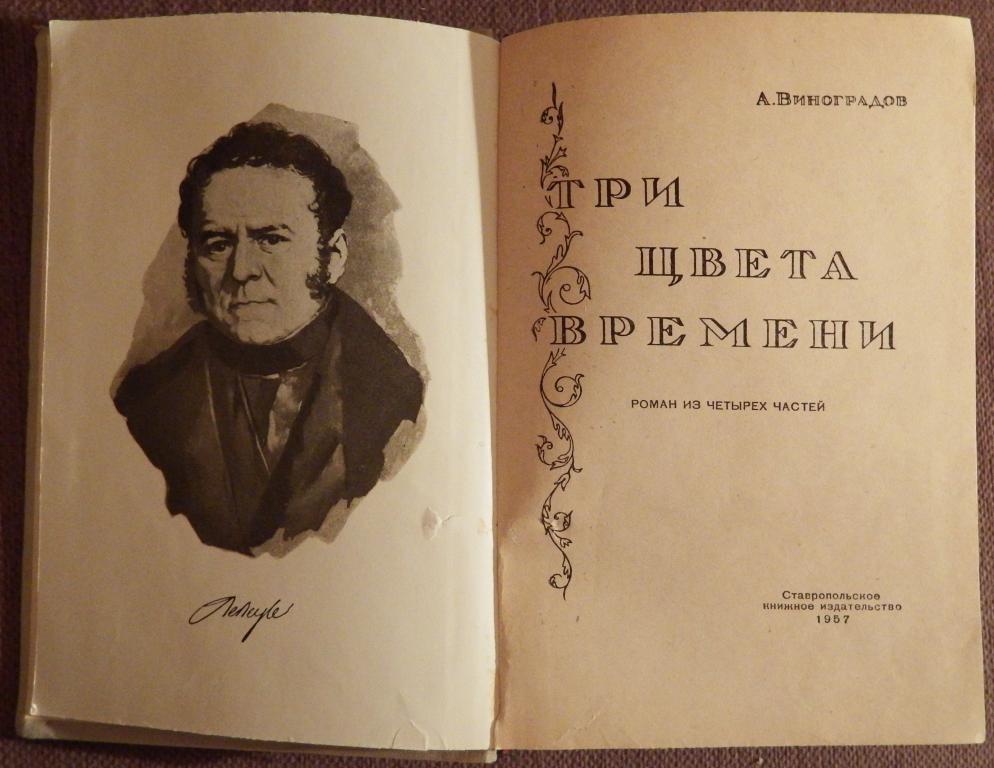 А. Виноградов
ТРИ
ЦВЕТА
ВРЕМЕНИ
РОМАН ИЗ ЧЕТЫРЕХ ЧАСТЕЙ
Ставропольское
книжное издательство
1957